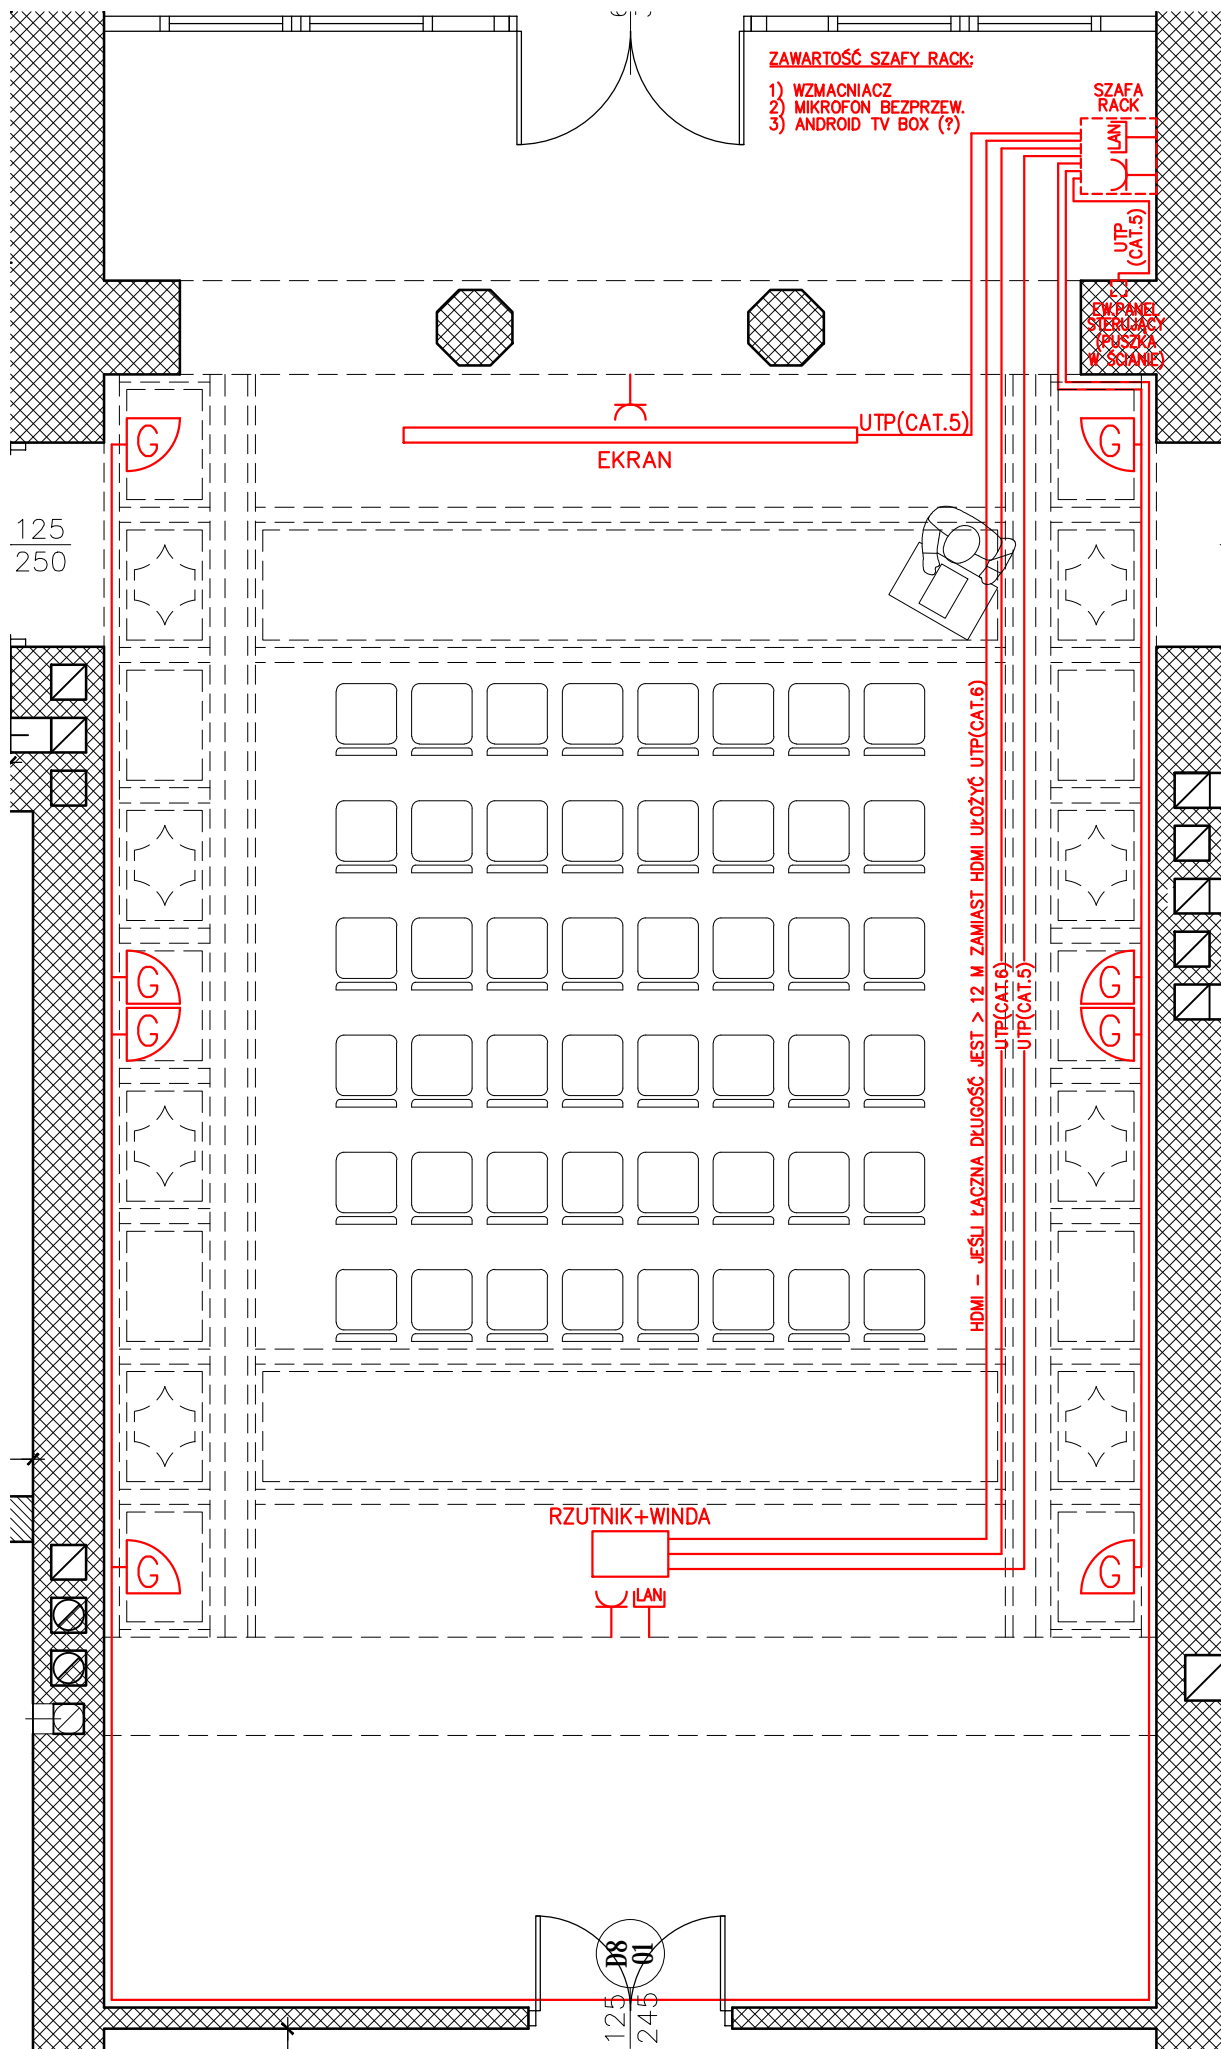 ZAWARTOŚĆ SZAFY RACK:
1) WZMACNIACZ
2) MIKROFON BEZPRZEW.
3) ANDROID TV BOX (?)
SZAFA
RACK
LAN
UTP
(CAT.5)
EW.PANEL
STERUJĄCY
(PUSZKA
W ŚCIANIE)
UTP(CAT.5)
EKRAN
G
G
125
250
HDMI – JEŚLI ŁĄCZNA DŁUGOŚĆ JEST > 12 M ZAMIAST HDMI UŁOŻYĆ UTP(CAT.6)
UTP(CAT.6)
UTP(CAT.5)
G
G
G
G
RZUTNIK+WINDA
LAN
G
G
D8
01
125
245